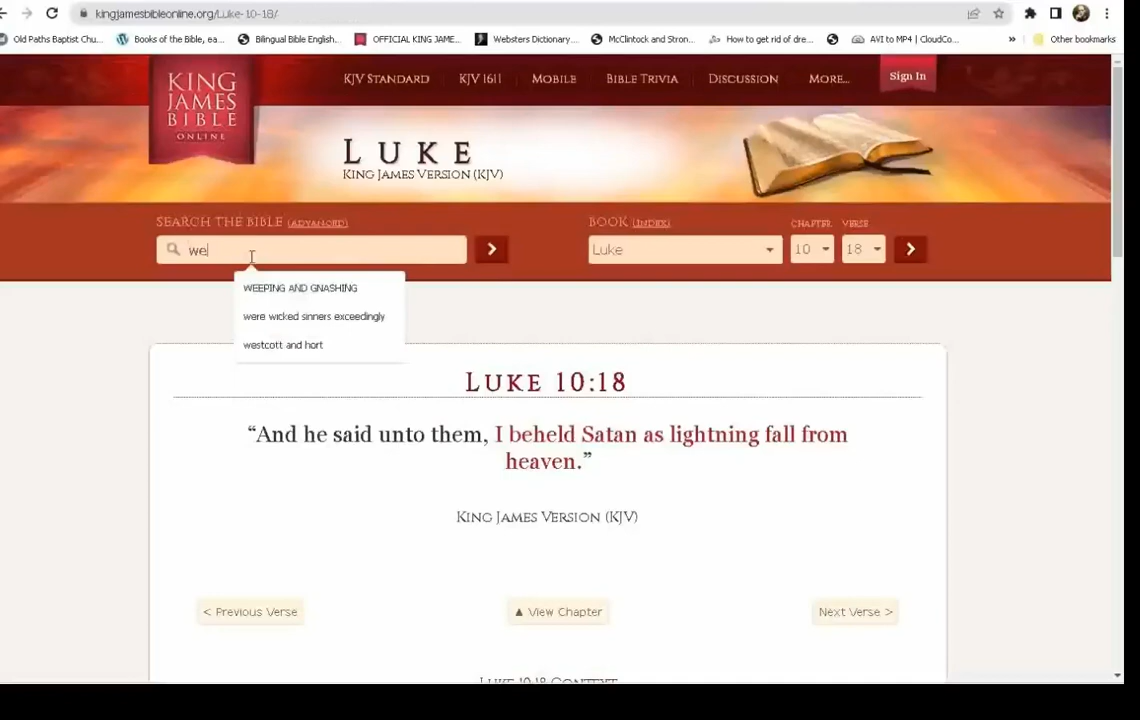 kingjamesbibleonline.org/Luke-10-18/
Old Paths Baptist Chu... Books of the Bible, ea... Bilingual Bible English... OFFICIAL KING JAME... Websters Dictionary... McClintock and Stron... How to get rid of dre... AVI to MP4 | CloudCo... » Other bookmarks
KING
JAMES
BIBLE
ONLINE
KJV STANDARD KJV 1611 MOBILE BIBLE TRIVIA DISCUSSION MORE... Sign In
LUKE
KING JAMES VERSION (KJV)
SEARCH THE BIBLE (ADVANCED) BOOK (INDEX) CHAPTER VERSE
we Luke 10 18
WEEPING AND GNASHING
were wicked sinners exceedingly
westcott and hort
LUKE 10:18
“And he said unto them, I beheld Satan as lightning fall from
heaven.”
KING JAMES VERSION (KJV)
< Previous Verse ▲ View Chapter Next Verse >
LUKE 10:18 CONTEXT